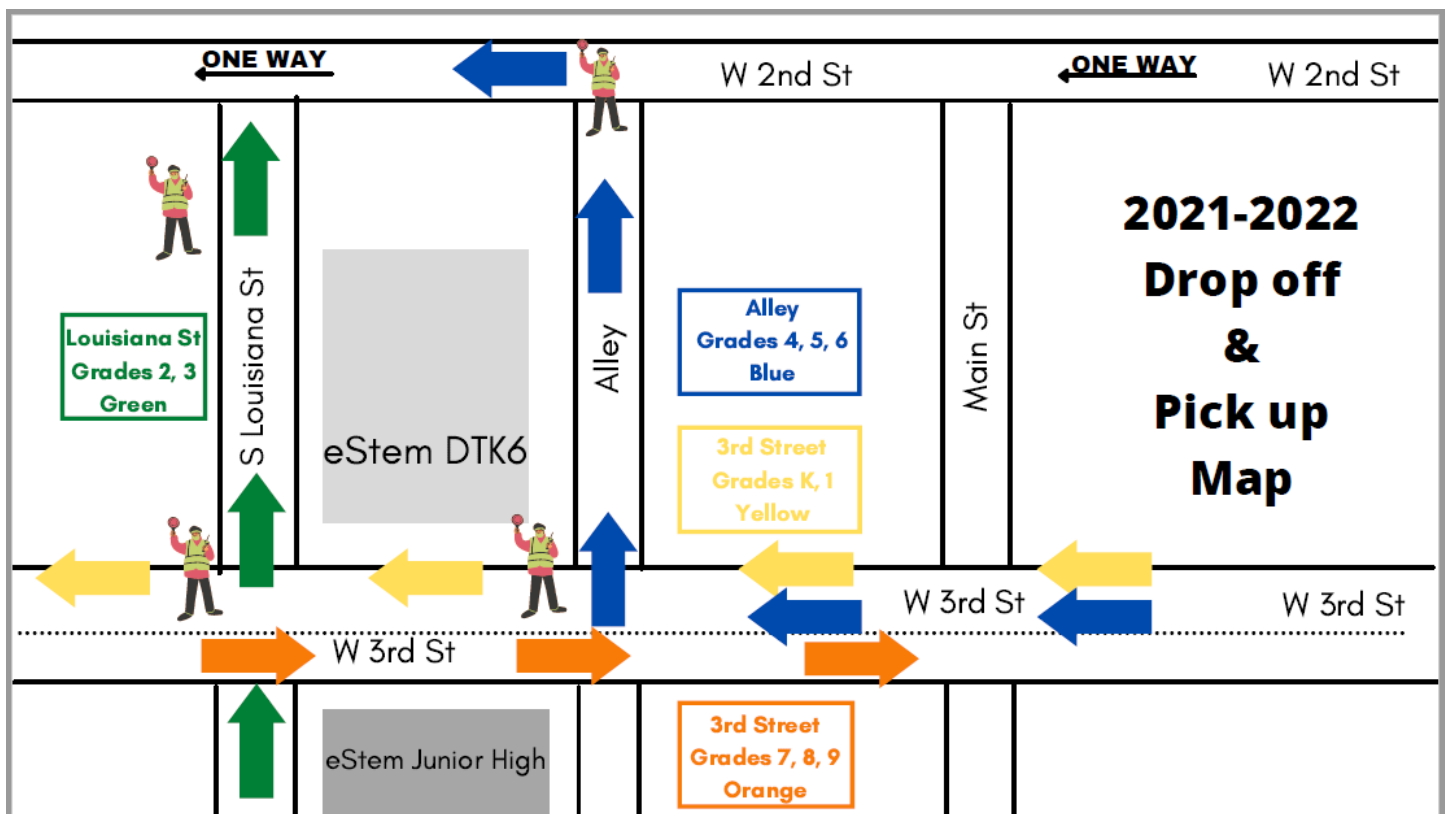 ONE WAY
W 2nd St
ONE WAY
W 2nd St
2021-2022
Drop off
&
Pick up
Map
Louisiana St
Grades 2, 3
Green
S Louisiana St
eStem DTK6
Alley
Alley
Grades 4, 5, 6
Blue
3rd Street
Grades K, 1
Yellow
Main St
W 3rd St
W 3rd St
W 3rd St
eStem Junior High
3rd Street
Grades 7, 8, 9
Orange